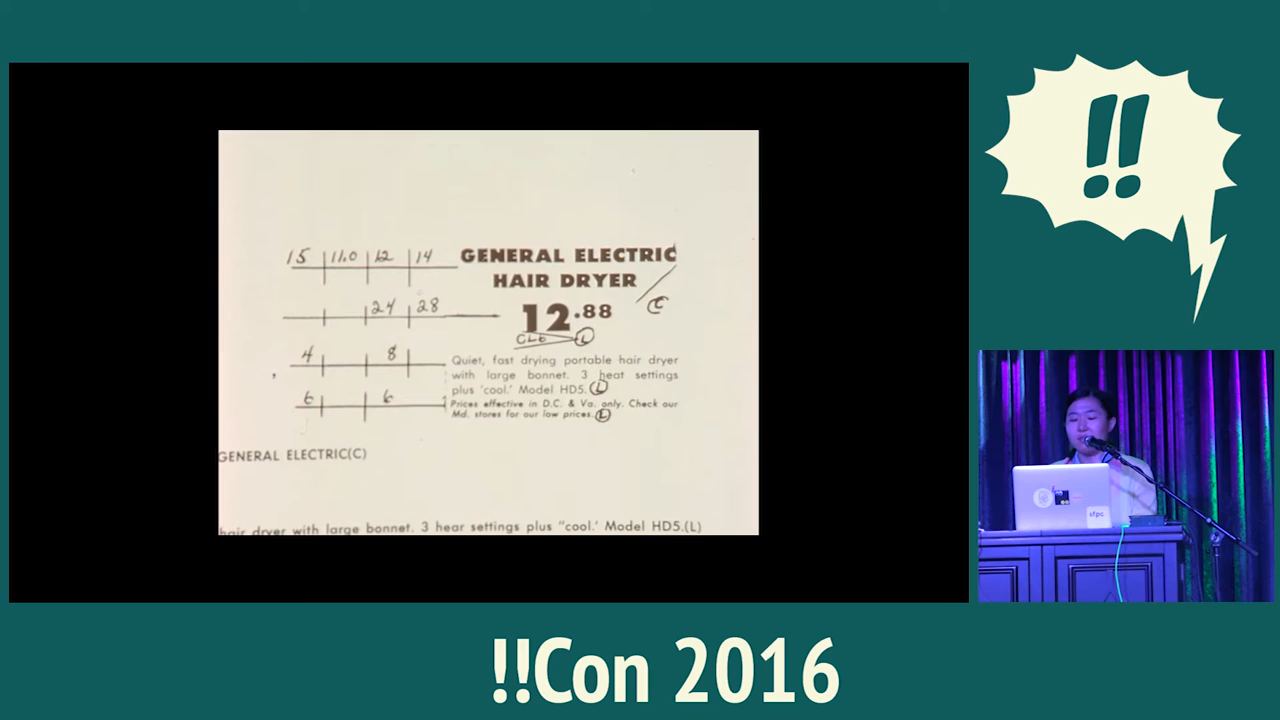 !!
15 11.0 12 14
GENERAL ELECTRIC
HAIR DRYER
C
24 28
12.88
CL6 L
4 8
Quiet, fast drying portable hair dryer
with large bonnet. 3 heat settings
plus 'cool.' Model HD5. L
6 6
Prices effective in D.C. & Va. only. Check our
Md. stores for our low prices. L
GENERAL ELECTRIC(C)
hair dryer with large bonnet. 3 hear settings plus "cool.' Model HD5.(L)
sfpc
!!Con 2016